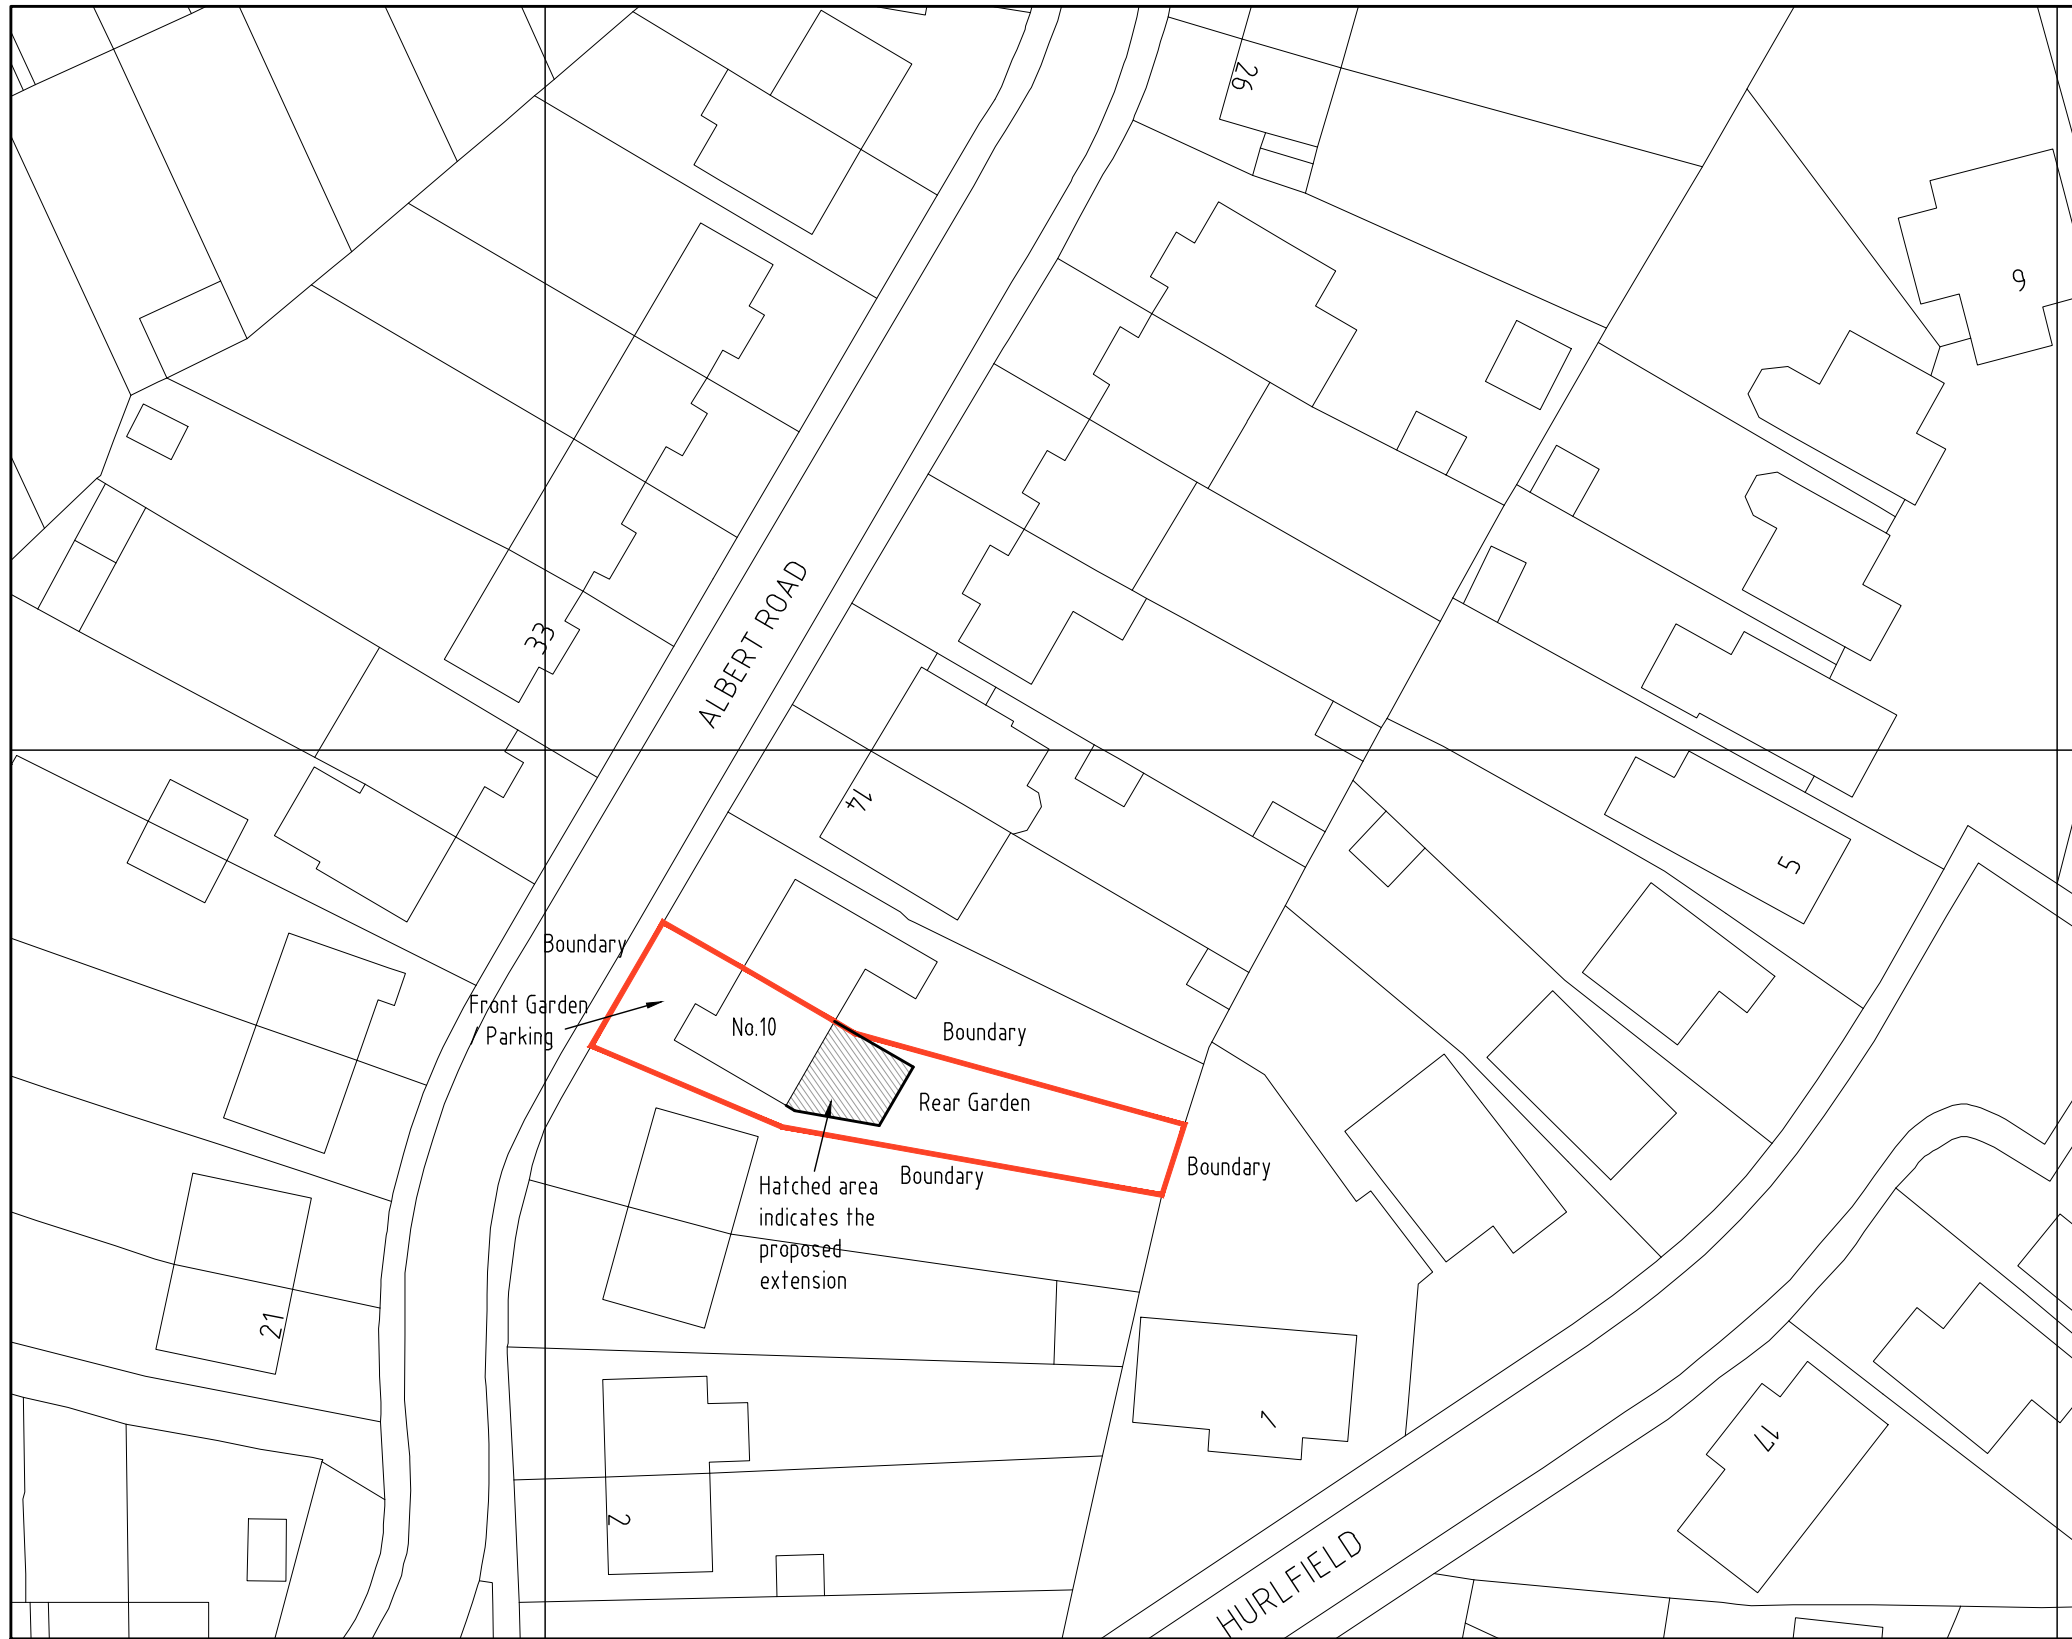 26
9
33
ALBERT ROAD
14
5
Boundary
Front Garden
/ Parking
No.10
Boundary
Rear Garden
Boundary
Boundary
Hatched area
indicates the
proposed
extension
21
1
17
2
HURLFIELD